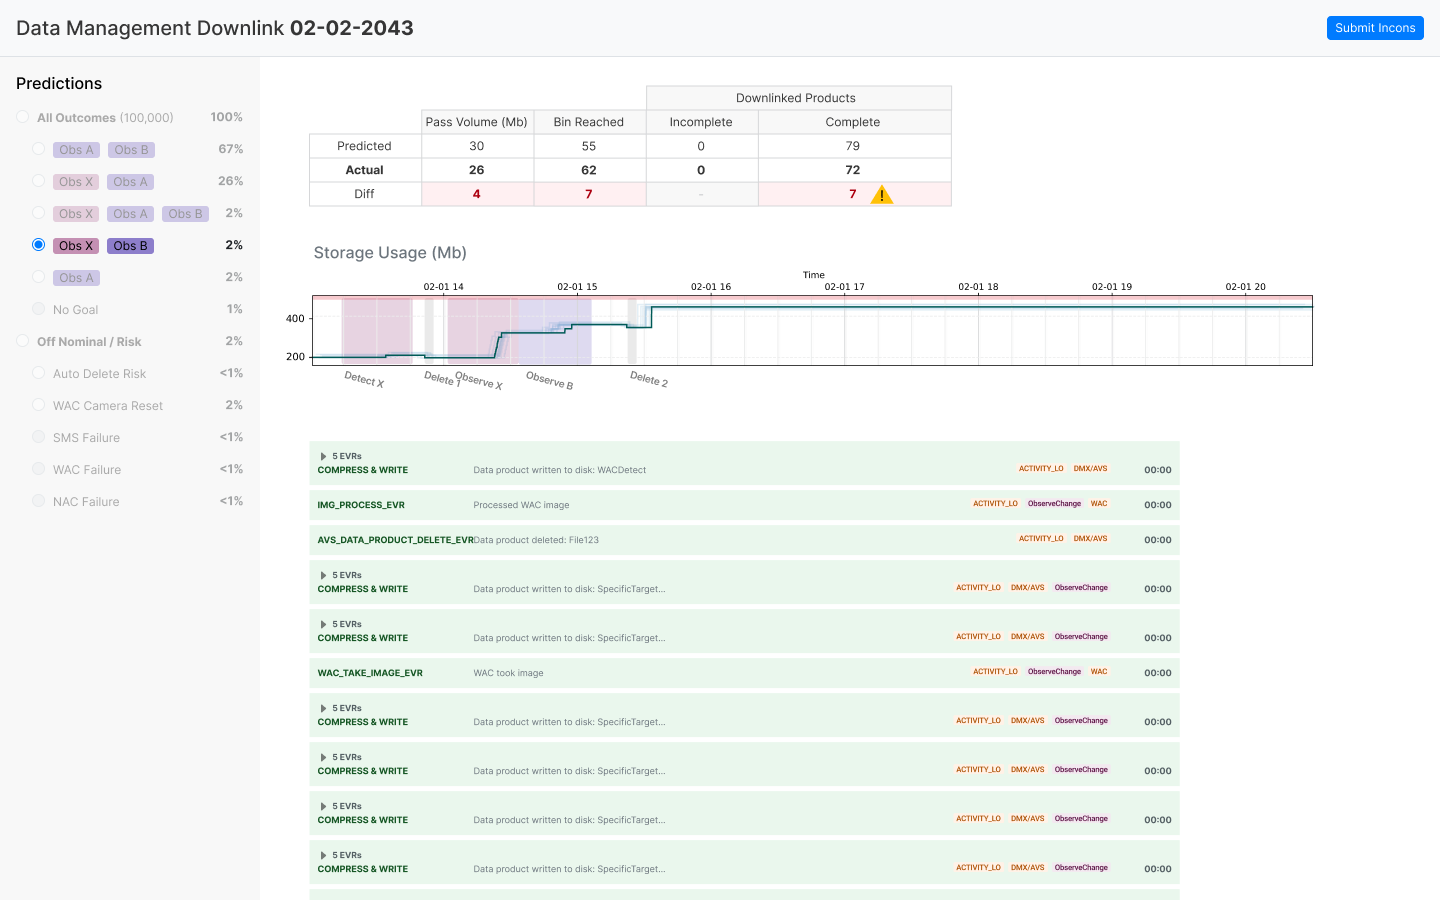 Data Management Downlink 02-02-2043
Submit Incons
Predictions
All Outcomes (100,000) 100%
Obs A Obs B 67%
Obs X Obs A 26%
Obs X Obs A Obs B 2%
Obs X Obs B 2%
Obs A 2%
No Goal 1%
Off Nominal / Risk 2%
Auto Delete Risk <1%
WAC Camera Reset 2%
SMS Failure <1%
WAC Failure <1%
NAC Failure <1%
Downlinked Products
Pass Volume (Mb) Bin Reached Incomplete Complete
Predicted 30 55 0 79
Actual 26 62 0 72
Diff 4 7 - 7
Storage Usage (Mb)
Time
02-01 14 02-01 15 02-01 16 02-01 17 02-01 18 02-01 19 02-01 20
400
200
Detect X Delete 1 Observe X Observe B Delete 2
5 EVRs
COMPRESS & WRITE Data product written to disk: WACDetect ACTIVITY_LO DMX/AVS 00:00
IMG_PROCESS_EVR Processed WAC image ACTIVITY_LO ObserveChange WAC 00:00
AVS_DATA_PRODUCT_DELETE_EVR Data product deleted: File123 ACTIVITY_LO DMX/AVS 00:00
5 EVRs
COMPRESS & WRITE Data product written to disk: SpecificTarget... ACTIVITY_LO DMX/AVS ObserveChange 00:00
5 EVRs
COMPRESS & WRITE Data product written to disk: SpecificTarget... ACTIVITY_LO DMX/AVS ObserveChange 00:00
WAC_TAKE_IMAGE_EVR WAC took image ACTIVITY_LO ObserveChange WAC 00:00
5 EVRs
COMPRESS & WRITE Data product written to disk: SpecificTarget... ACTIVITY_LO DMX/AVS ObserveChange 00:00
5 EVRs
COMPRESS & WRITE Data product written to disk: SpecificTarget... ACTIVITY_LO DMX/AVS ObserveChange 00:00
5 EVRs
COMPRESS & WRITE Data product written to disk: SpecificTarget... ACTIVITY_LO DMX/AVS ObserveChange 00:00
5 EVRs
COMPRESS & WRITE Data product written to disk: SpecificTarget... ACTIVITY_LO DMX/AVS ObserveChange 00:00